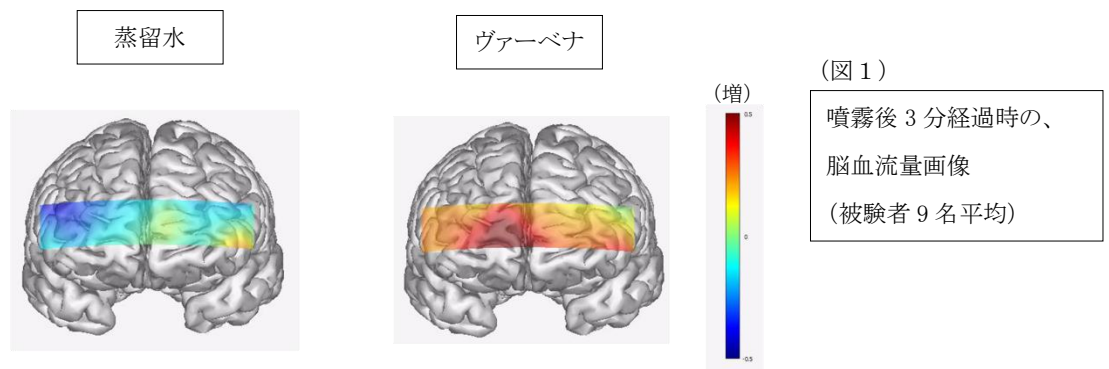 蒸留水
ヴァーベナ
（図１）
噴霧後 3 分経過時の、
脳血流量画像
（被験者 9 名平均）
（増）
0.5
0
-0.5